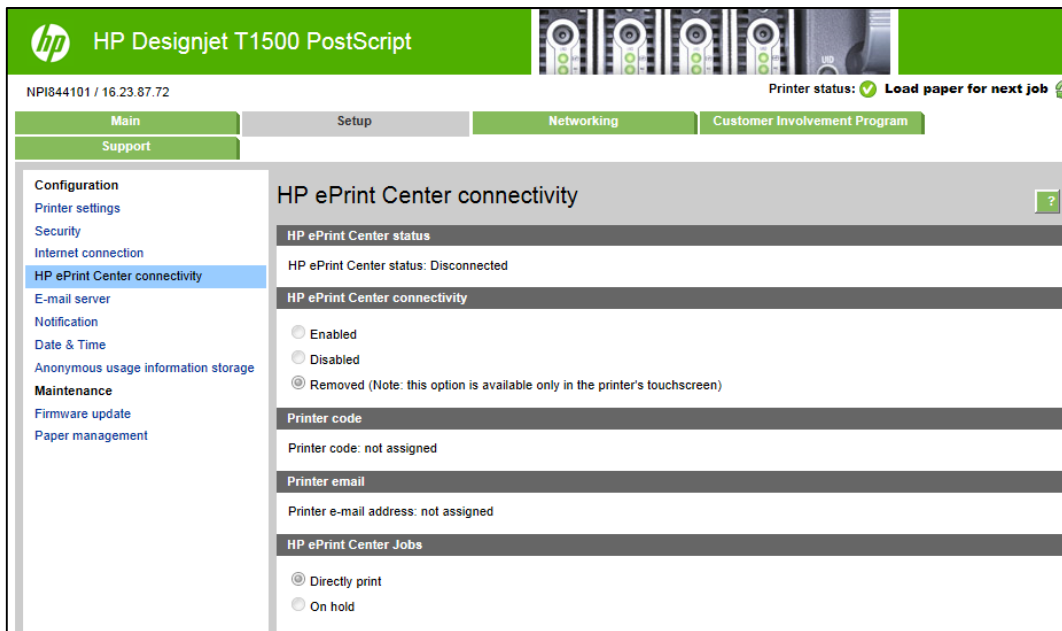 hp HP Designjet T1500 PostScript
UID
NPI844101 / 16.23.87.72
Printer status: Load paper for next job
Main Setup Networking Customer Involvement Program
Support
Configuration
Printer settings
Security
Internet connection
HP ePrint Center connectivity
E-mail server
Notification
Date & Time
Anonymous usage information storage
Maintenance
Firmware update
Paper management
HP ePrint Center connectivity
?
HP ePrint Center status
HP ePrint Center status: Disconnected
HP ePrint Center connectivity
Enabled
Disabled
Removed (Note: this option is available only in the printer's touchscreen)
Printer code
Printer code: not assigned
Printer email
Printer e-mail address: not assigned
HP ePrint Center Jobs
Directly print
On hold